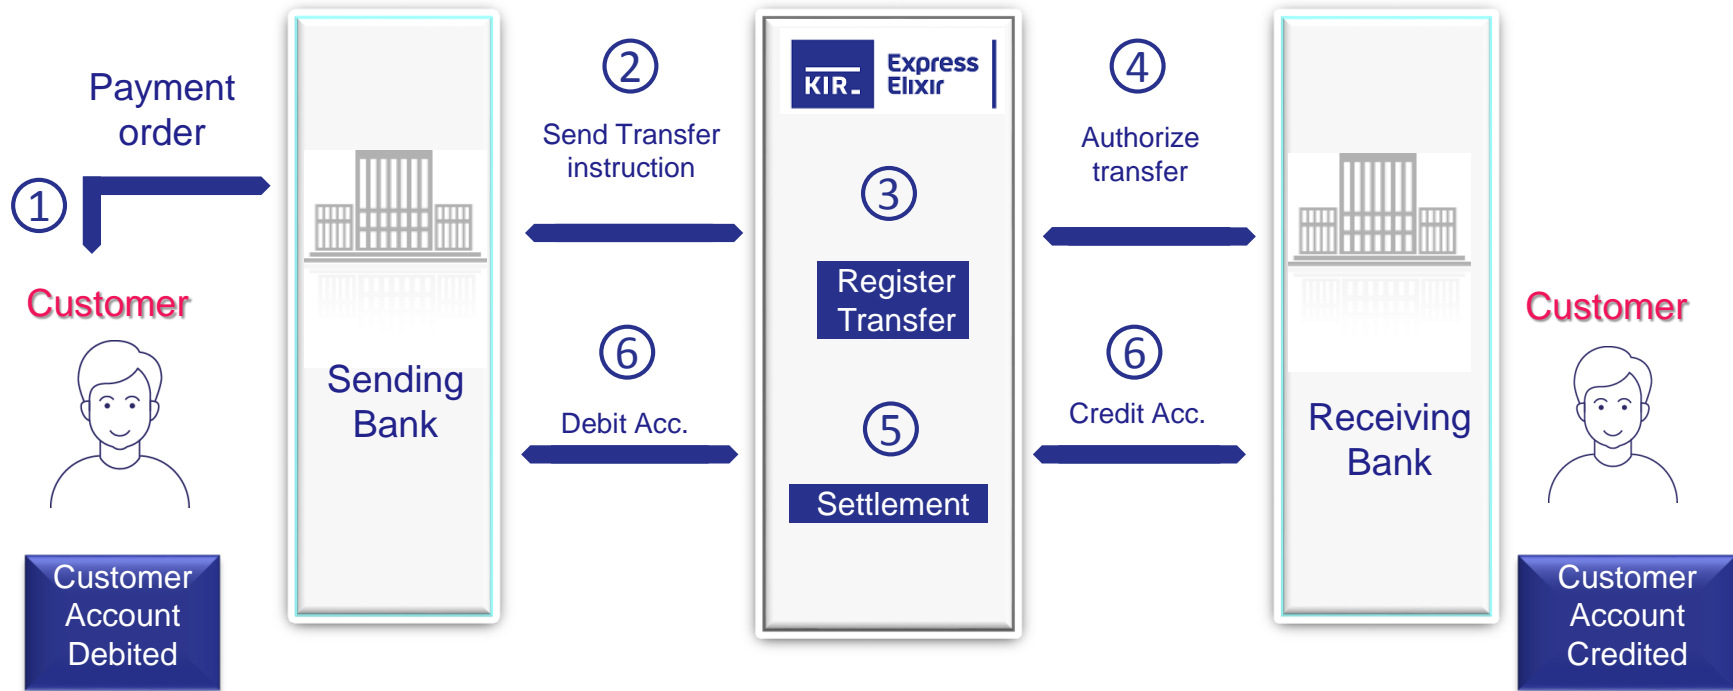 Payment
order
1
Customer
Customer
Account
Debited
Sending
Bank
2
Send Transfer
instruction
6
Debit Acc.
KIR
Express
Elixir
3
Register
Transfer
5
Settlement
4
Authorize
transfer
6
Credit Acc.
Receiving
Bank
Customer
Customer
Account
Credited